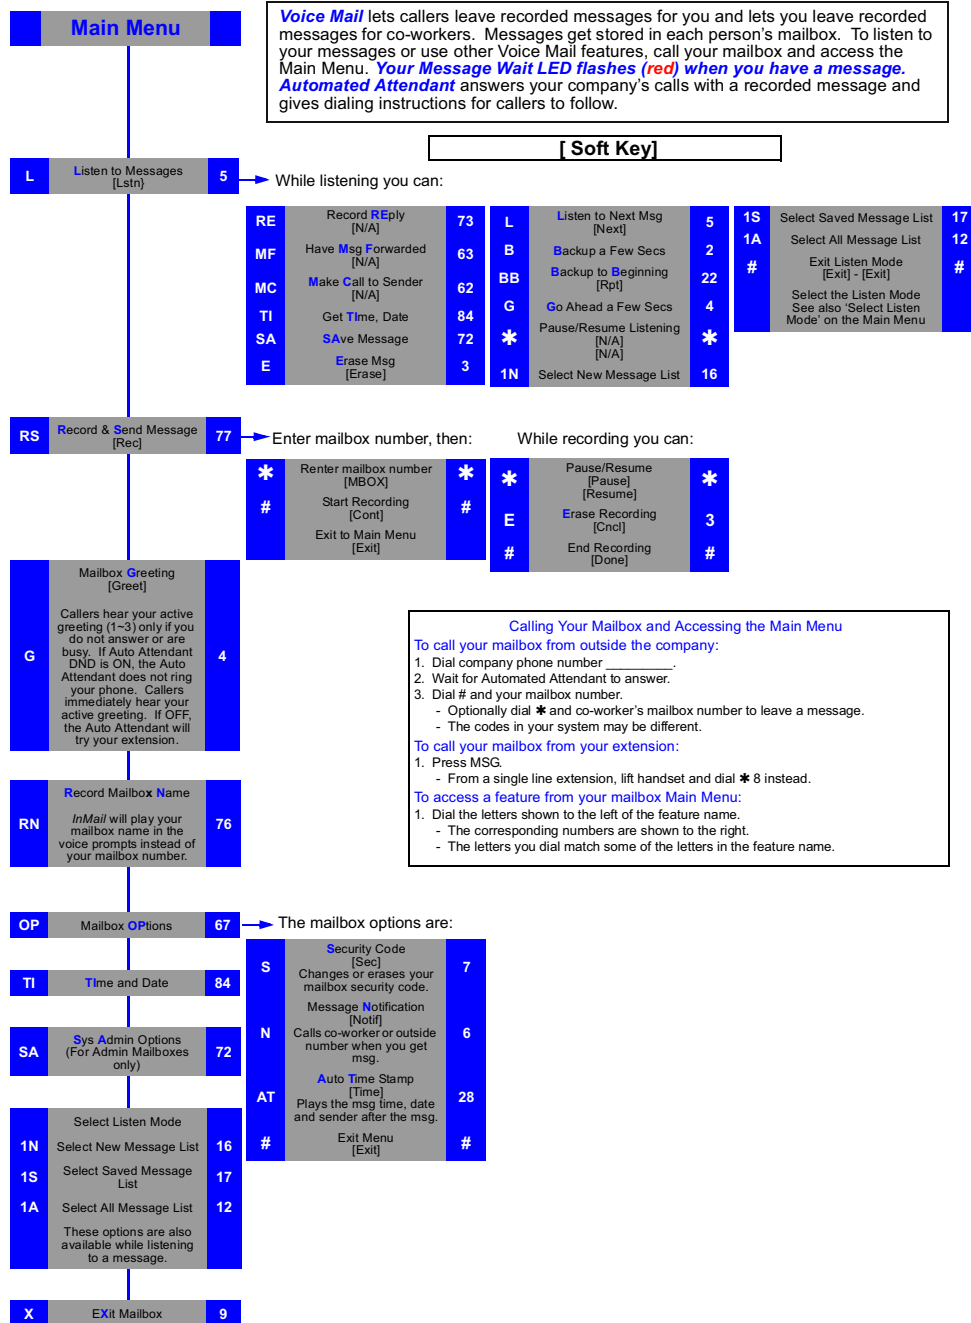 Main Menu
Voice Mail lets callers leave recorded messages for you and lets you leave recorded
messages for co-workers. Messages get stored in each person's mailbox. To listen to
your messages or use other Voice Mail features, call your mailbox and access the
Main Menu. Your Message Wait LED flashes (red) when you have a message.
Automated Attendant answers your company's calls with a recorded message and
gives dialing instructions for callers to follow.
[ Soft Key]
L Listen to Messages 5
[Lstn}
While listening you can:
RE Record REply 73
[N/A]
MF Have Msg Forwarded 63
[N/A]
MC Make Call to Sender 62
[N/A]
TI Get TIme, Date 84
SA SAve Message 72
E Erase Msg 3
[Erase]
L Listen to Next Msg 5
[Next]
B Backup a Few Secs 2
BB Backup to Beginning 22
[Rpt]
G Go Ahead a Few Secs 4
✱ Pause/Resume Listening ✱
[N/A]
[N/A]
1N Select New Message List 16
1S Select Saved Message List 17
1A Select All Message List 12
# Exit Listen Mode #
[Exit] - [Exit]
Select the Listen Mode
See also 'Select Listen
Mode' on the Main Menu
RS Record & Send Message 77
[Rec]
Enter mailbox number, then:
✱ Renter mailbox number ✱
[MBOX]
# Start Recording #
[Cont]
Exit to Main Menu
[Exit]
While recording you can:
✱ Pause/Resume ✱
[Pause]
[Resume]
E Erase Recording 3
[Cncl]
# End Recording #
[Done]
Mailbox Greeting
[Greet]
Callers hear your active
greeting (1~3) only if you
do not answer or are
busy. If Auto Attendant
DND is ON, the Auto
G Attendant does not ring 4
your phone. Callers
immediately hear your
active greeting. If OFF,
the Auto Attendant will
try your extension.
Calling Your Mailbox and Accessing the Main Menu
To call your mailbox from outside the company:
1. Dial company phone number _________.
2. Wait for Automated Attendant to answer.
3. Dial # and your mailbox number.
- Optionally dial ✱ and co-worker's mailbox number to leave a message.
- The codes in your system may be different.
To call your mailbox from your extension:
1. Press MSG.
- From a single line extension, lift handset and dial ✱ 8 instead.
To access a feature from your mailbox Main Menu:
1. Dial the letters shown to the left of the feature name.
- The corresponding numbers are shown to the right.
- The letters you dial match some of the letters in the feature name.
Record Mailbox Name
InMail will play your
RN mailbox name in the 76
voice prompts instead of
your mailbox number.
OP Mailbox OPtions 67
The mailbox options are:
S Security Code 7
[Sec]
Changes or erases your
mailbox security code.
Message Notification
[Notif]
N Calls co-worker or outside 6
number when you get
msg.
Auto Time Stamp
[Time]
AT Plays the msg time, date 28
and sender after the msg.
# Exit Menu #
[Exit]
TI TIme and Date 84
SA Sys Admin Options 72
(For Admin Mailboxes
only)
Select Listen Mode
1N Select New Message List 16
1S Select Saved Message 17
List
1A Select All Message List 12
These options are also
available while listening
to a message.
X EXit Mailbox 9